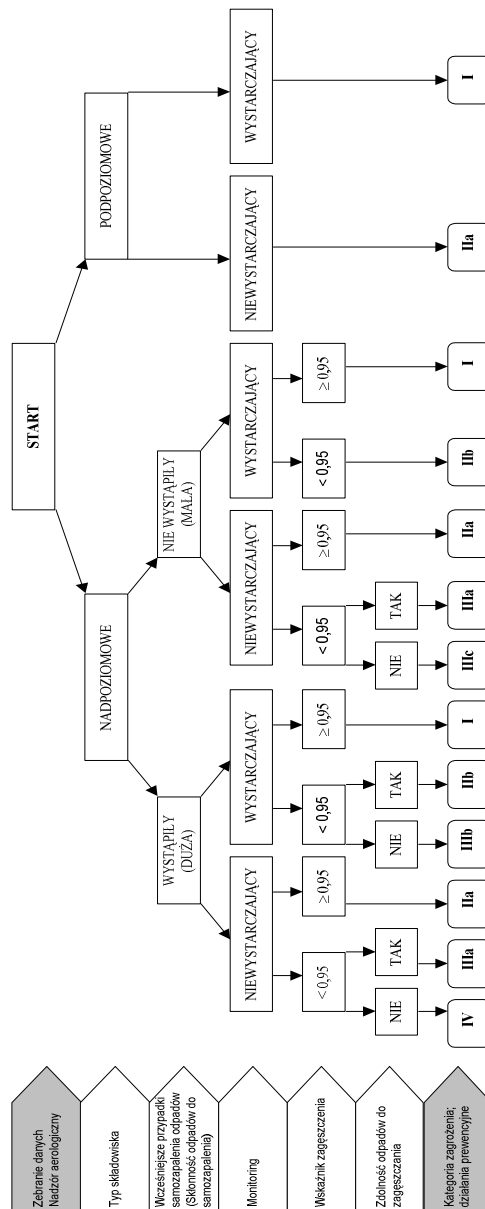 Zebranie danych
Nadzór aerologiczny
START
Typ składowiska
NADPOZIOMOWE
PODPOZIOMOWE
Wcześniejsze przypadki
samozapalenia odpadów
(Skłonność odpadów do
samozapalenia)
WYSTĄPIŁY
(DUŻA)
NIE WYSTĄPIŁY
(MAŁA)
Monitoring
NIEWYSTARCZAJĄCY
WYSTARCZAJĄCY
NIEWYSTARCZAJĄCY
WYSTARCZAJĄCY
NIEWYSTARCZAJĄCY
WYSTARCZAJĄCY
Wskaźnik zagęszczenia
< 0,95
≥ 0,95
< 0,95
≥ 0,95
< 0,95
≥ 0,95
< 0,95
≥ 0,95
Zdolność odpadów do
zagęszczania
NIE
TAK
NIE
TAK
NIE
TAK
Kategoria zagrożenia;
działania prewencyjne
IV
IIIa
IIa
IIIb
IIb
I
IIIc
IIIa
IIa
IIb
I
IIa
I